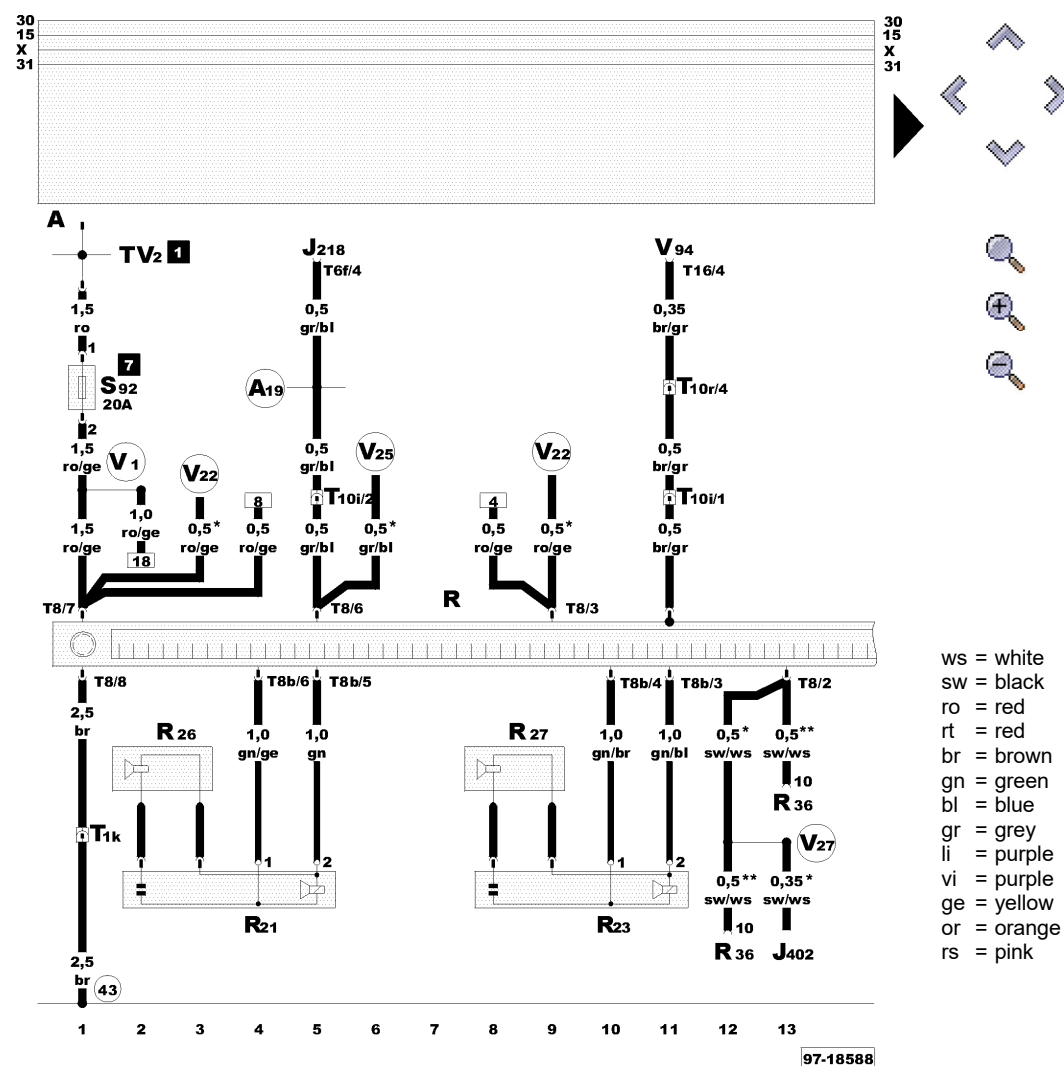 30 30
15 15
X X
31 31
A
TV2 1
J218
V94
T6f/4
T16/4
1,5 0,5 0,35
ro gr/bl br/gr
1
7
S92
20A
A19
T10r/4
2
1,5 0,5 0,5
ro/ge gr/bl br/gr
V1
V22
V25
V22
T10i/2
T10i/1
8
4
1,5 1,0 0,5* 0,5 0,5 0,5* 0,5 0,5* 0,5
ro/ge ro/ge ro/ge ro/ge gr/bl gr/bl ro/ge ro/ge br/gr
18
R
T8/7 T8/6 T8/3
T8/8 T8b/6 T8b/5 T8b/4 T8b/3 T8/2
2,5
br
R26
1,0 1,0
gn/ge gn
R27
1,0 1,0 0,5* 0,5**
gn/br gn/bl sw/ws sw/ws
10
R36
T1k
V27
1 2 1 2
0,5** 0,35*
sw/ws sw/ws
R21
R23
10
R36 J402
2,5
br
43
1 2 3 4 5 6 7 8 9 10 11 12 13
97-18588
ws = white
sw = black
ro = red
rt = red
br = brown
gn = green
bl = blue
gr = grey
li = purple
vi = purple
ge = yellow
or = orange
rs = pink